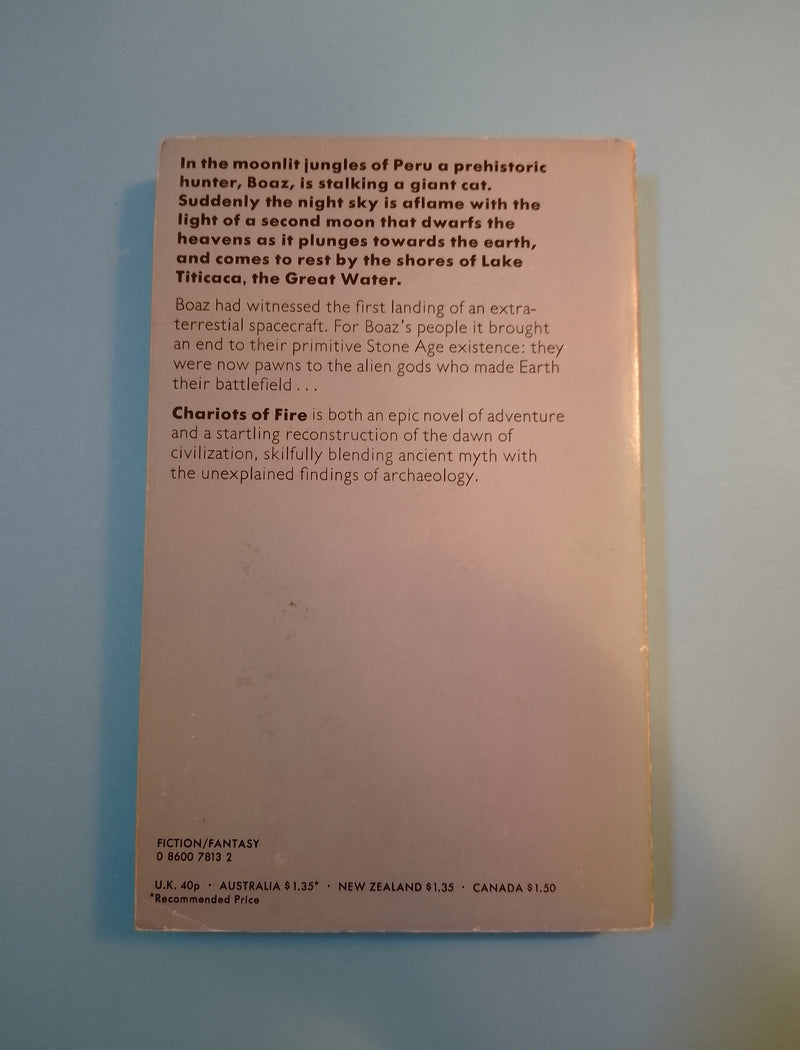 In the moonlit jungles of Peru a prehistoric
hunter, Boaz, is stalking a giant cat.
Suddenly the night sky is aflame with the
light of a second moon that dwarfs the
heavens as it plunges towards the earth,
and comes to rest by the shores of Lake
Titicaca, the Great Water.
Boaz had witnessed the first landing of an extra-
terrestial spacecraft. For Boaz's people it brought
an end to their primitive Stone Age existence: they
were now pawns to the alien gods who made Earth
their battlefield . . .
Chariots of Fire is both an epic novel of adventure
and a startling reconstruction of the dawn of
civilization, skilfully blending ancient myth with
the unexplained findings of archaeology.
FICTION/FANTASY
0 8600 7813 2
U.K. 40p · AUSTRALIA $1.35* · NEW ZEALAND $1.35 · CANADA $1.50
*Recommended Price